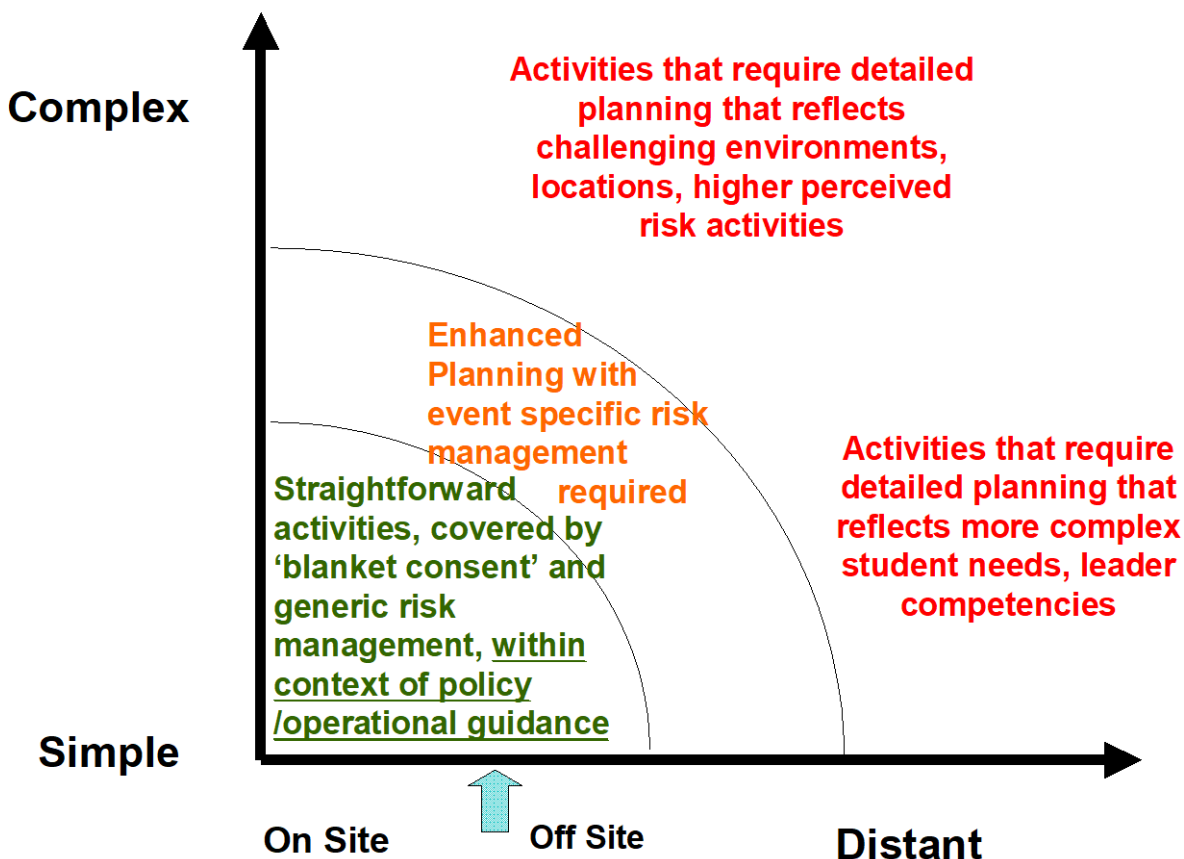 Complex
Activities that require detailed
planning that reflects
challenging environments,
locations, higher perceived
risk activities
Enhanced
Planning with
event specific risk
management
required
Straightforward
activities, covered by
‘blanket consent’ and
generic risk
management, within
context of policy
/operational guidance
Activities that require
detailed planning that
reflects more complex
student needs, leader
competencies
Simple
On Site
Off Site
Distant